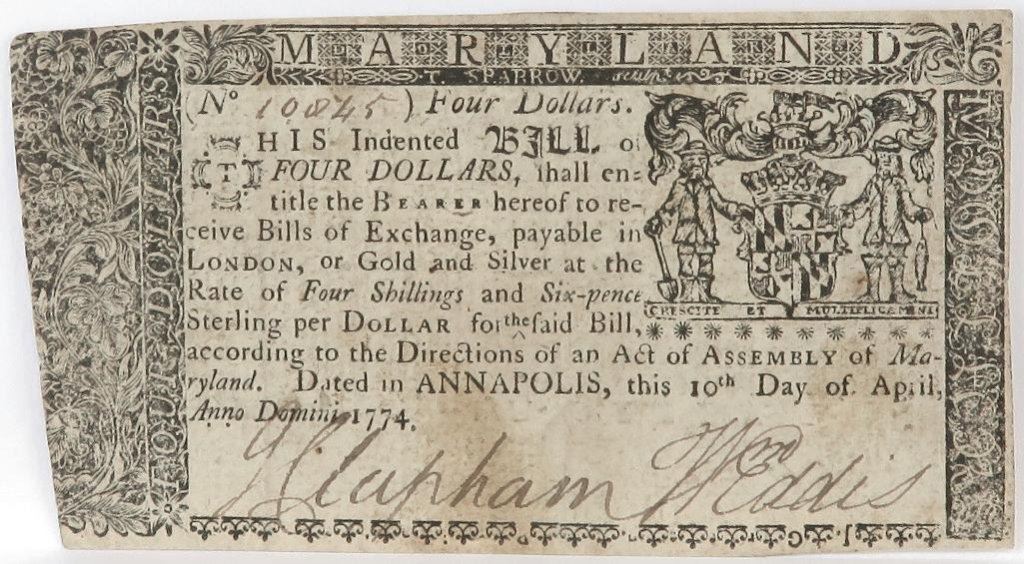 MARYLAND
DOLLAR
T. SPARROW. sculpsit
FOUR DOLLARS
(N° 10845) Four Dollars.
THIS Indented BILL of
FOUR DOLLARS, shall en-
title the BEARER hereof to re-
ceive Bills of Exchange, payable in
LONDON, or Gold and Silver at the
Rate of Four Shillings and Six-pence
Sterling per DOLLAR for the said Bill,
according to the Directions of an Act of ASSEMBLY of Ma-
ryland. Dated in ANNAPOLIS, this 10th Day of April,
Anno Domini 1774.
CRESCITE ET MULTIPLICAMINI
J Clapham Wm Eddis